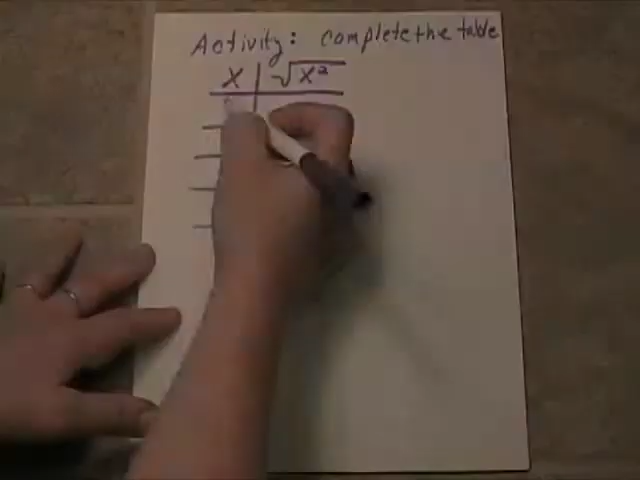 Activity: complete the table
X √x²